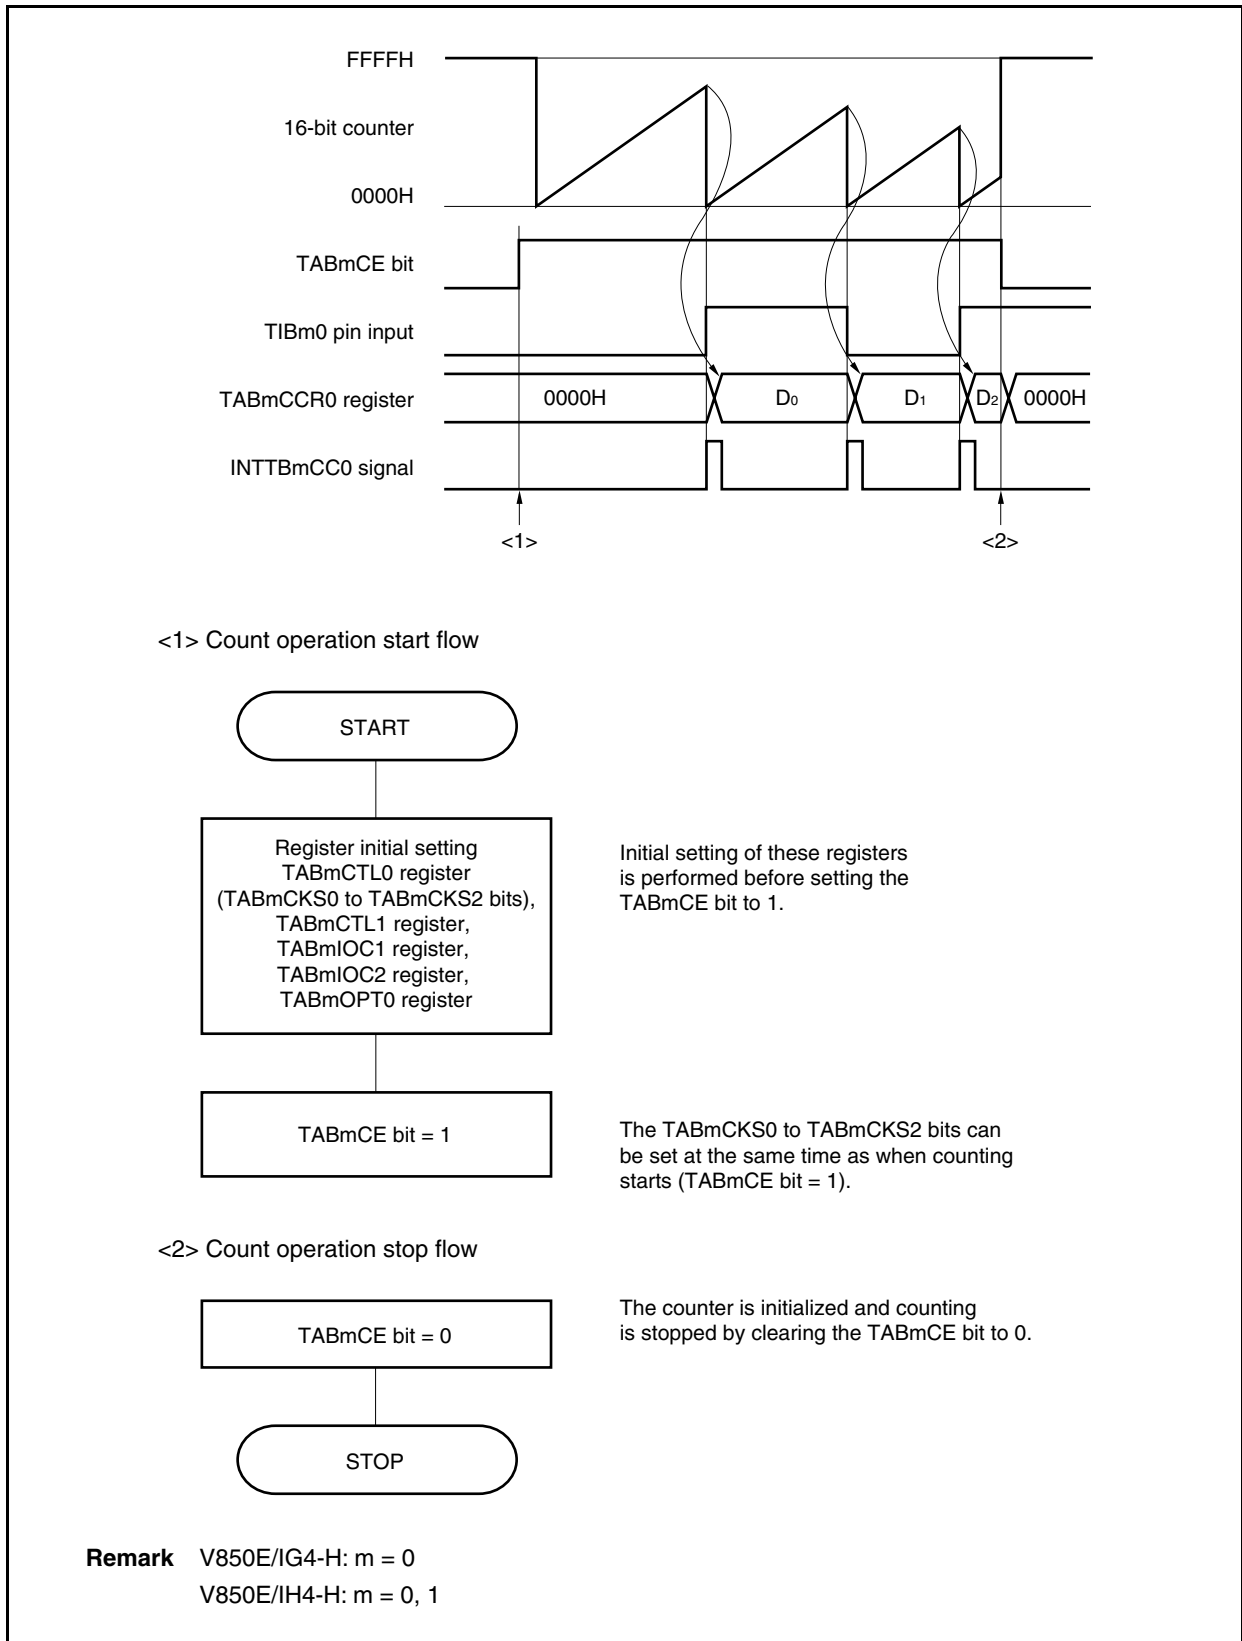 FFFFH
16-bit counter
0000H
TABmCE bit
TIBm0 pin input
TABmCCR0 register
0000H D0 D1 D2 0000H
INTTBmCC0 signal
<1> <2>
<1> Count operation start flow
START
Register initial setting
TABmCTL0 register
(TABmCKS0 to TABmCKS2 bits),
TABmCTL1 register,
TABmIOC1 register,
TABmIOC2 register,
TABmOPT0 register
Initial setting of these registers
is performed before setting the
TABmCE bit to 1.
TABmCE bit = 1
The TABmCKS0 to TABmCKS2 bits can
be set at the same time as when counting
starts (TABmCE bit = 1).
<2> Count operation stop flow
TABmCE bit = 0
The counter is initialized and counting
is stopped by clearing the TABmCE bit to 0.
STOP
Remark V850E/IG4-H: m = 0
V850E/IH4-H: m = 0, 1